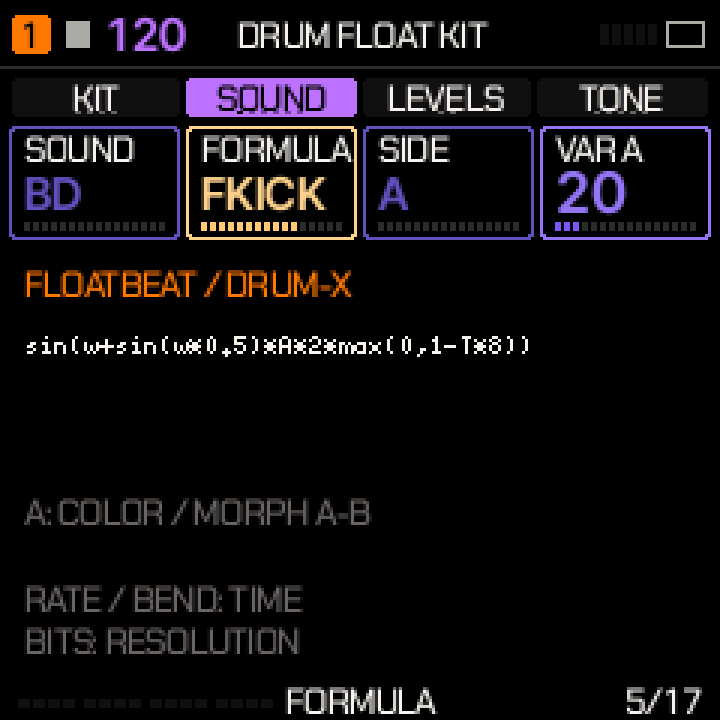 1 120 DRUM FLOAT KIT
KIT SOUND LEVELS TONE
SOUND FORMULA SIDE VAR A
BD FKICK A 20
FLOATBEAT / DRUM-X
sin(w+sin(w*0.5)*A*2*max(0,1-T*8))
A: COLOR / MORPH A-B
RATE / BEND: TIME
BITS: RESOLUTION
FORMULA 5/17